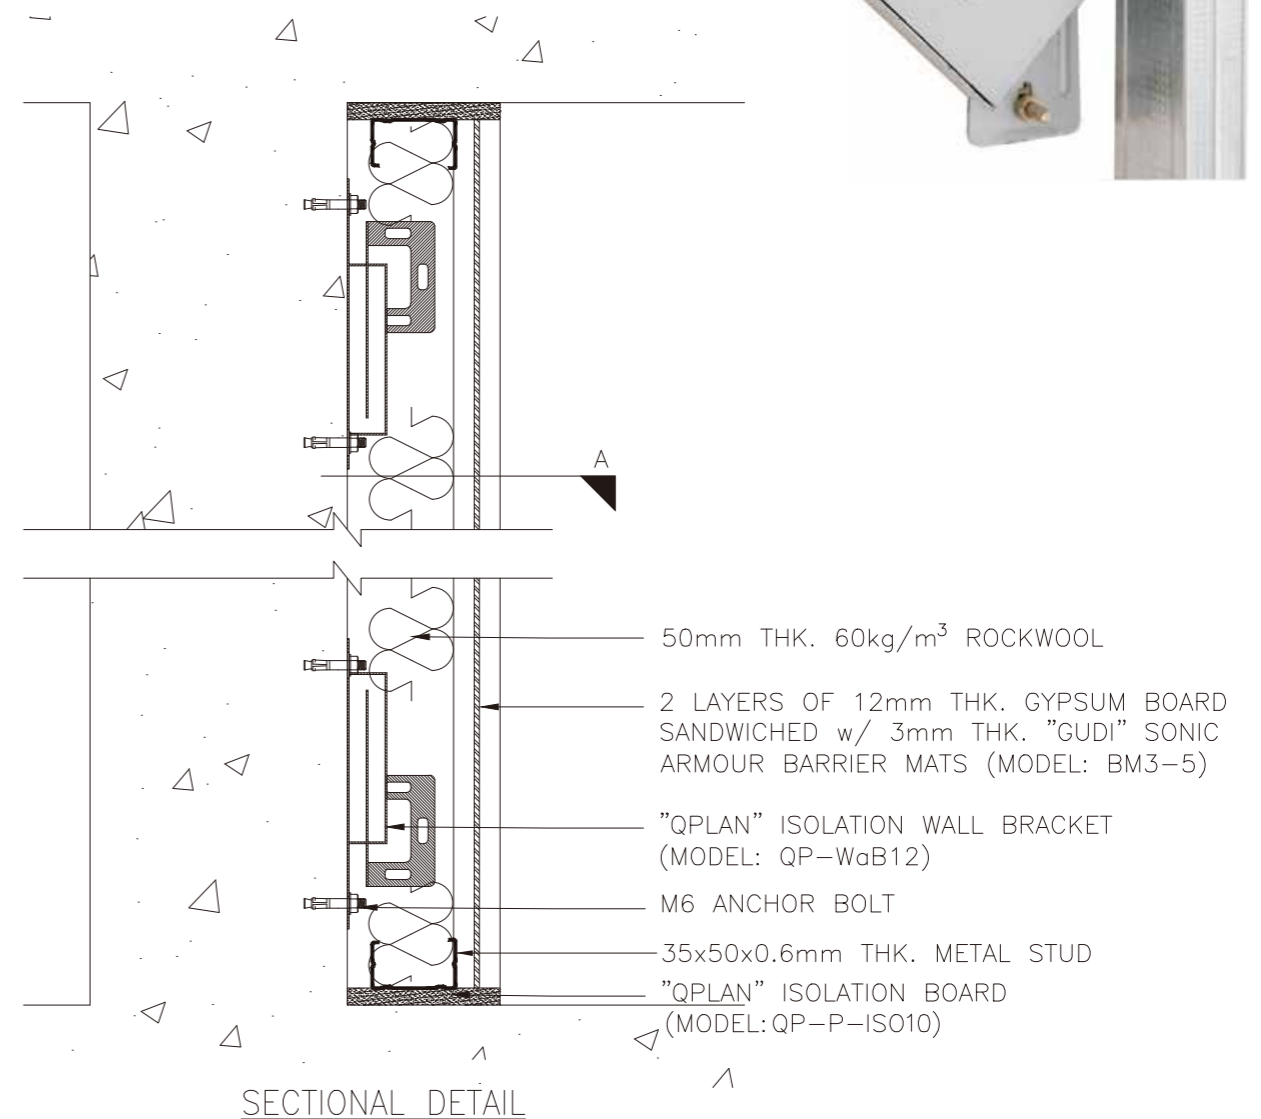 A
50mm THK. 60kg/m³ ROCKWOOL
2 LAYERS OF 12mm THK. GYPSUM BOARD
SANDWICHED w/ 3mm THK. "GUDI" SONIC
ARMOUR BARRIER MATS (MODEL: BM3-5)
"QPLAN" ISOLATION WALL BRACKET
(MODEL: QP-WaB12)
M6 ANCHOR BOLT
35x50x0.6mm THK. METAL STUD
"QPLAN" ISOLATION BOARD
(MODEL:QP-P-ISO10)
SECTIONAL DETAIL